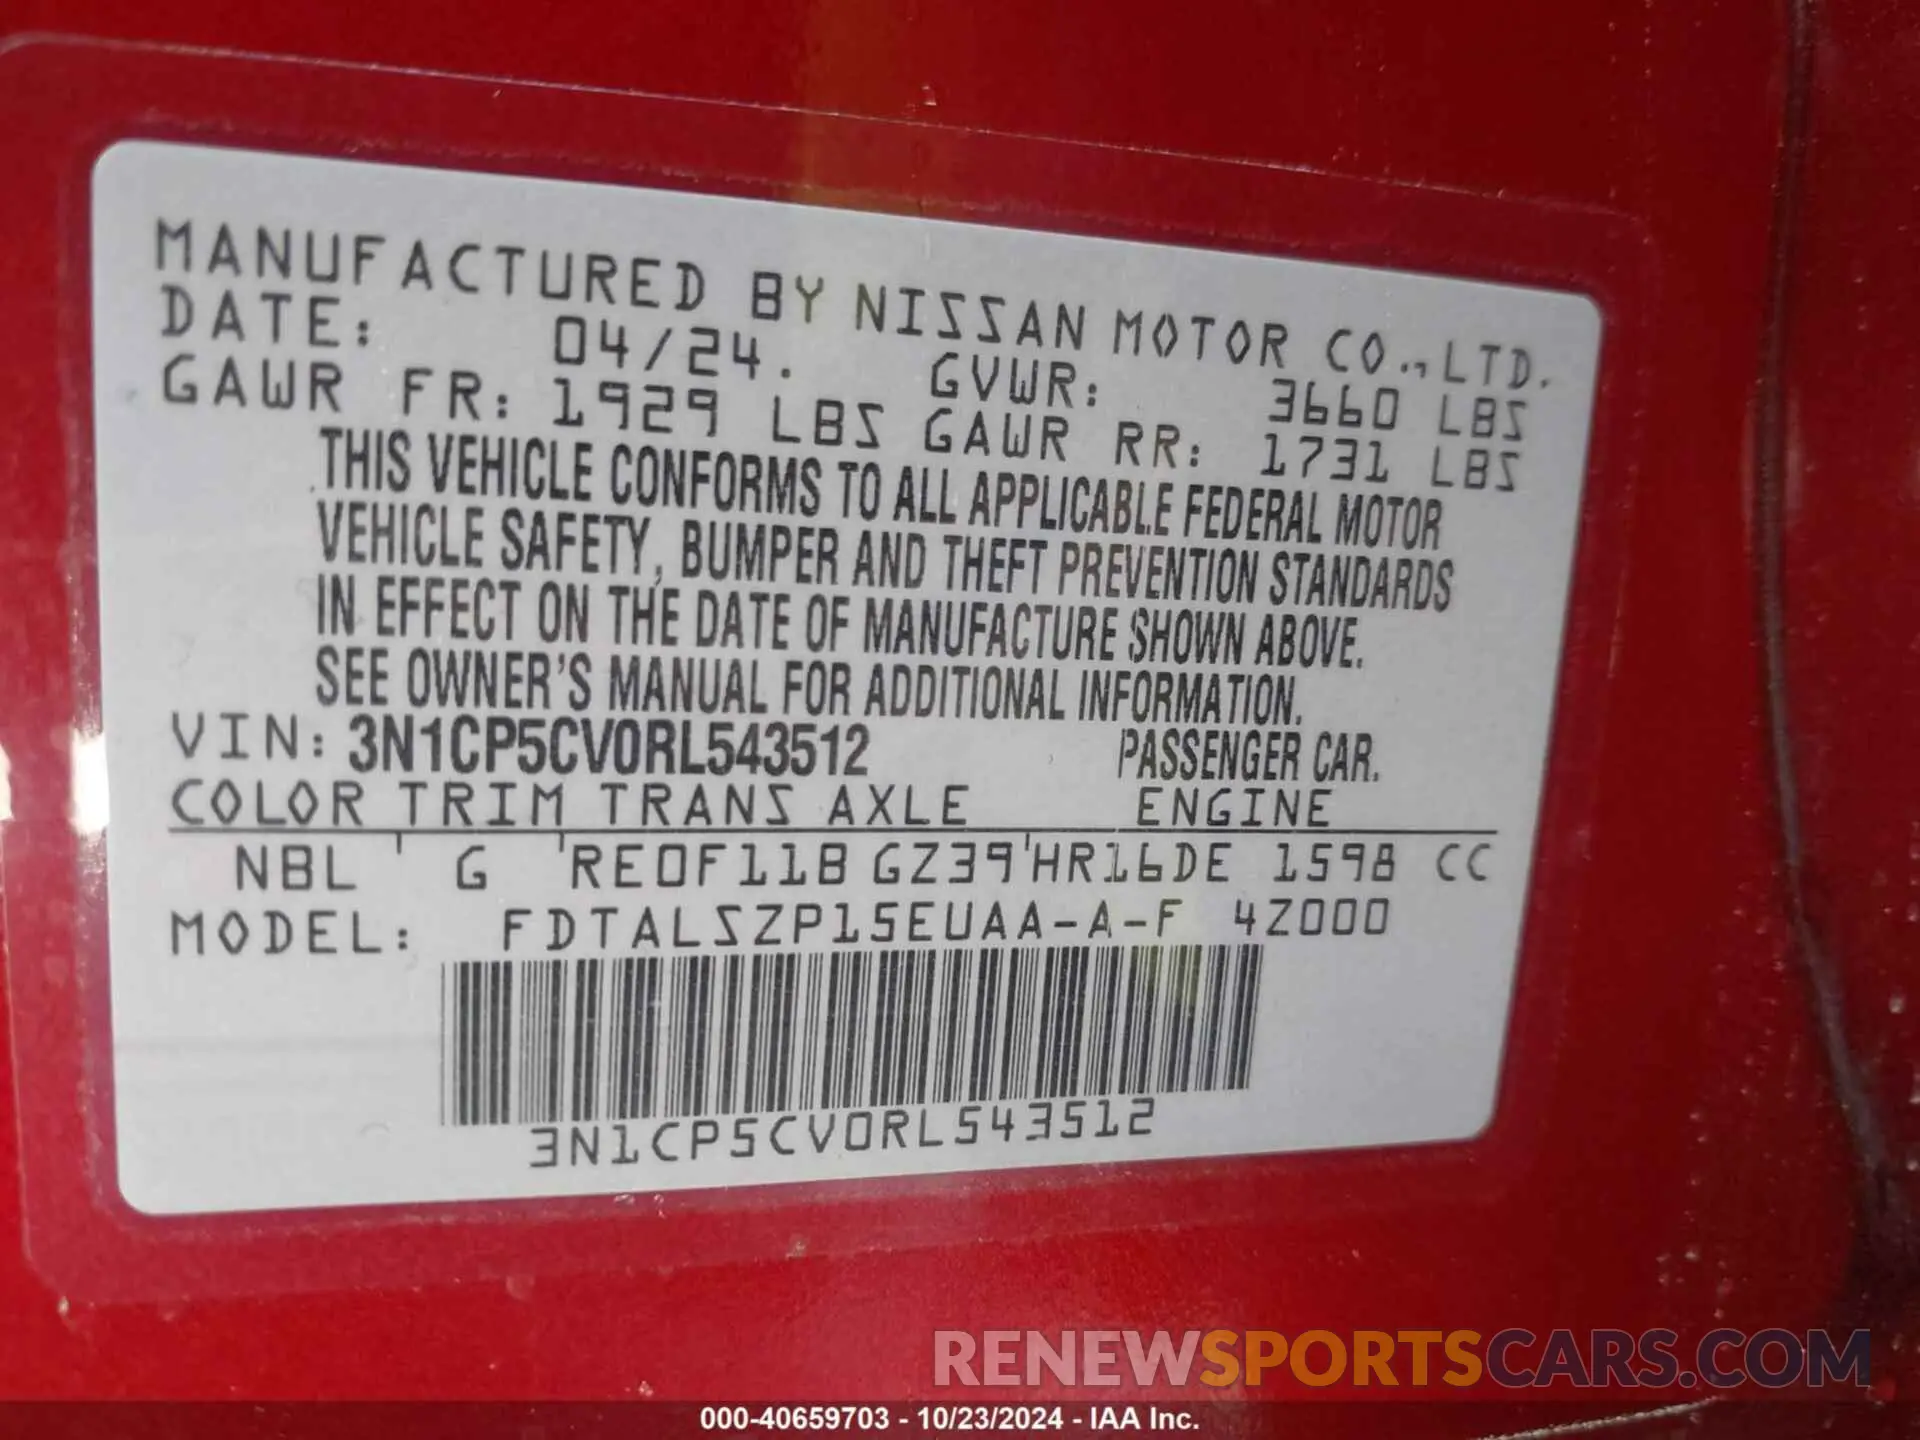 MANUFACTURED BY NISSAN MOTOR CO.,LTD.
DATE: 04/24. GVWR: 3660 LBS
GAWR FR: 1929 LBS GAWR RR: 1731 LBS
THIS VEHICLE CONFORMS TO ALL APPLICABLE FEDERAL MOTOR
VEHICLE SAFETY, BUMPER AND THEFT PREVENTION STANDARDS
IN EFFECT ON THE DATE OF MANUFACTURE SHOWN ABOVE.
SEE OWNER'S MANUAL FOR ADDITIONAL INFORMATION.
VIN: 3N1CP5CV0RL543512 PASSENGER CAR.
COLOR TRIM TRANS AXLE ENGINE
NBL G RE0F11B GZ39 HR16DE 1598 CC
MODEL: FDTALSZP15EUAA-A-F 4Z000
3N1CP5CV0RL543512
RENEWSPORTSCARS.COM
000-40659703 - 10/23/2024 - IAA Inc.